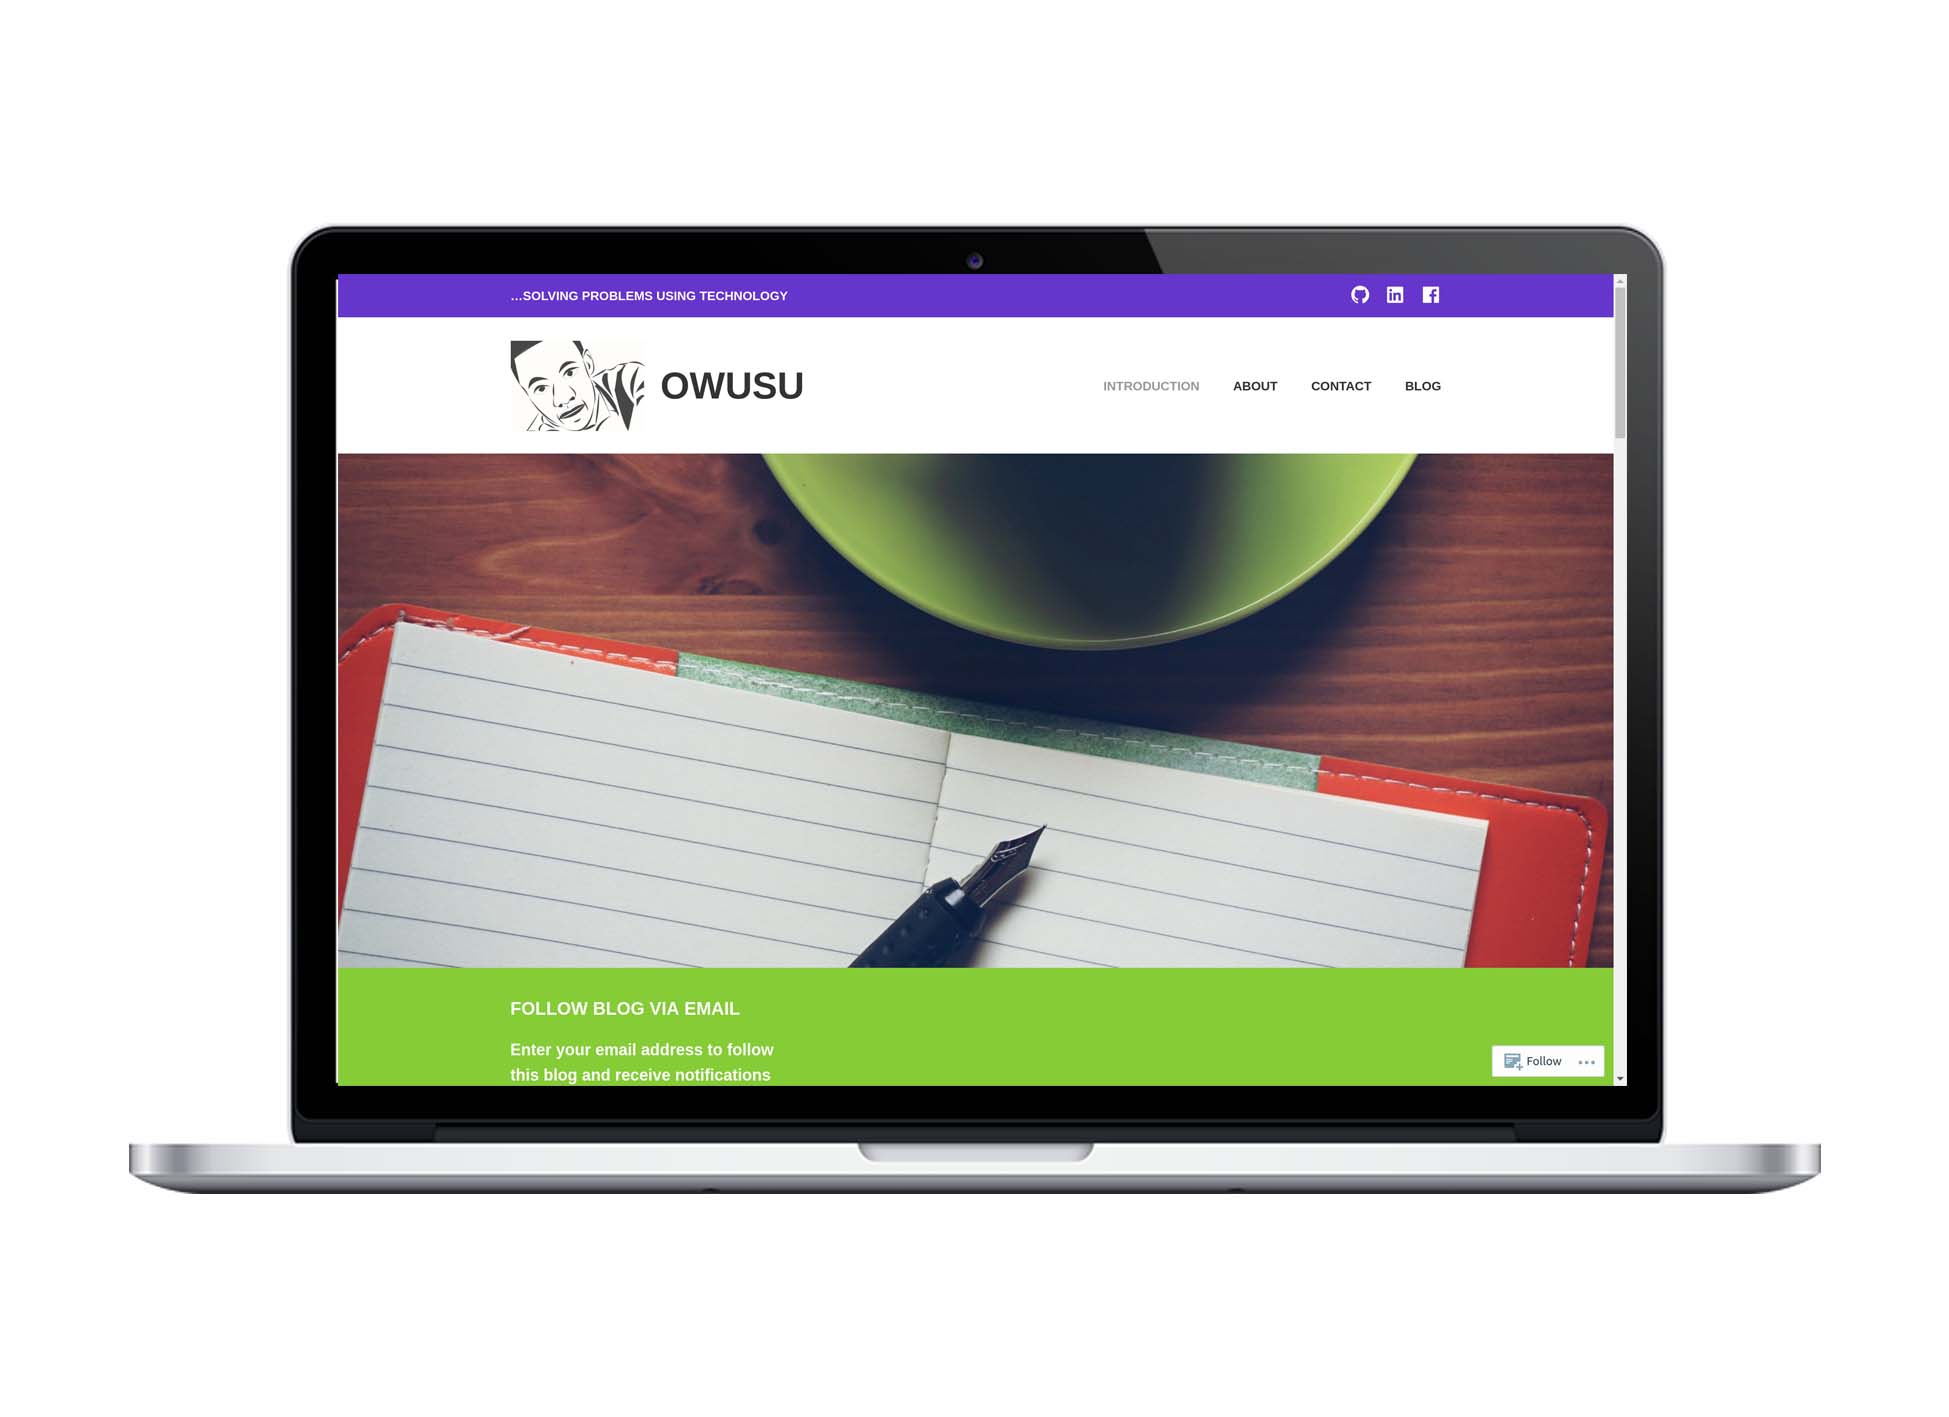 …SOLVING PROBLEMS USING TECHNOLOGY
OWUSU
INTRODUCTION ABOUT CONTACT BLOG
FOLLOW BLOG VIA EMAIL
Enter your email address to follow
this blog and receive notifications
Follow